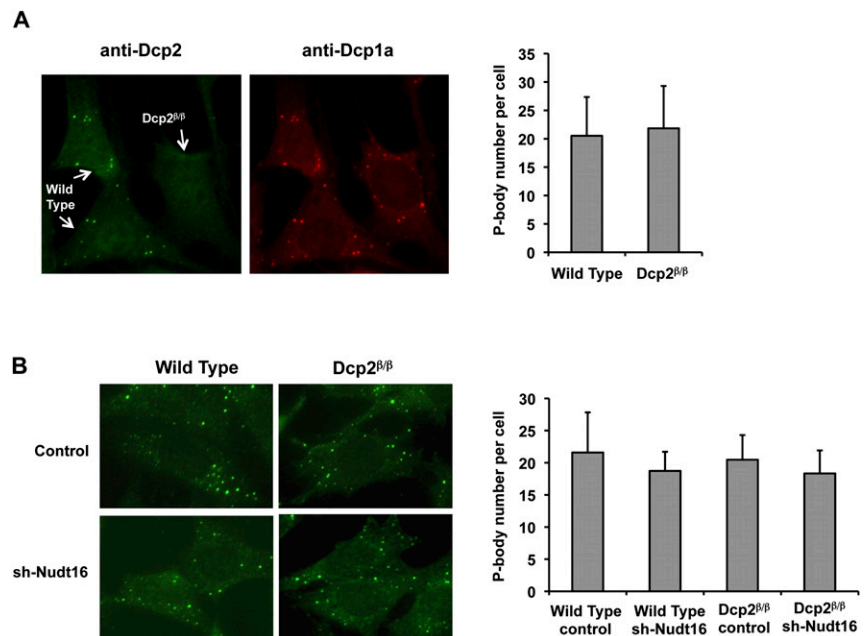 A
anti-Dcp2
anti-Dcp1a
Dcp2β/β
Wild
Type
P-body number per cell
40
35
30
25
20
15
10
5
0
Wild Type
Dcp2β/β
B
Wild Type
Dcp2β/β
Control
sh-Nudt16
P-body number per cell
30
25
20
15
10
5
0
Wild Type
control
Wild Type
sh-Nudt16
Dcp2β/β
control
Dcp2β/β
sh-Nudt16